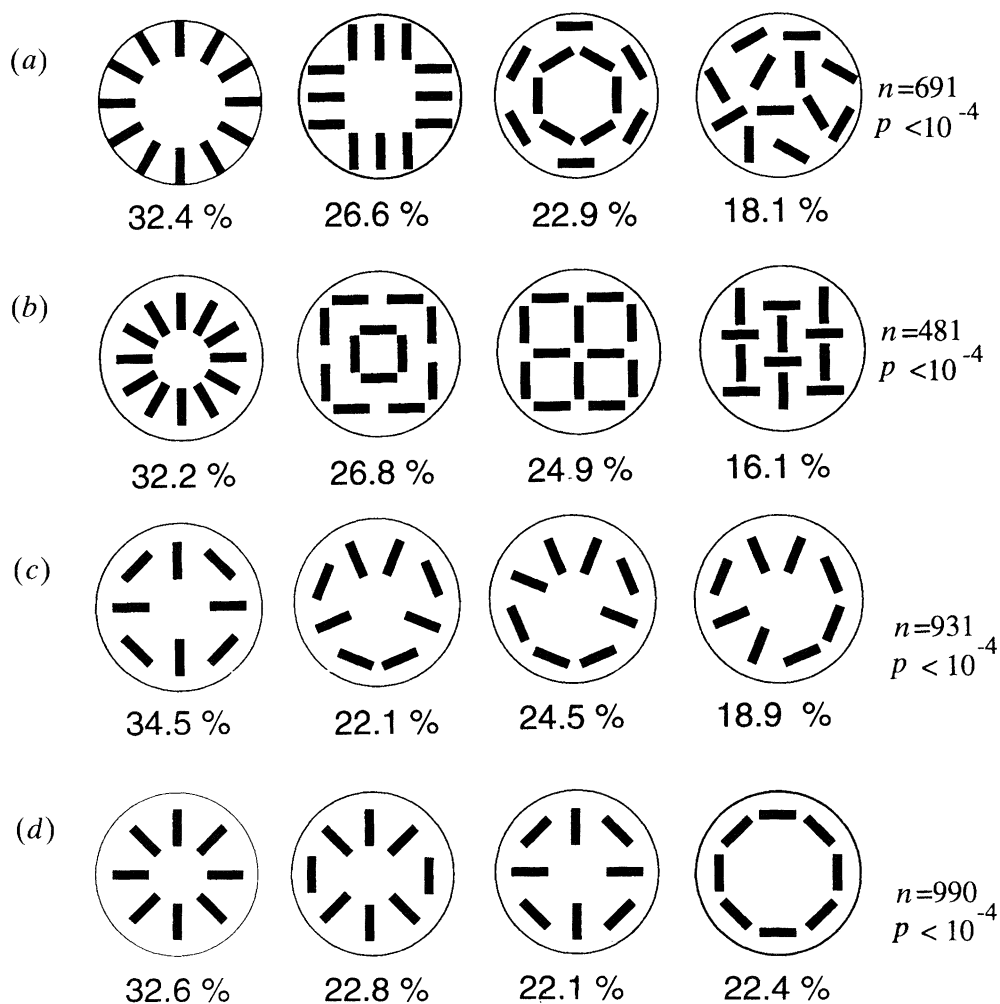 (a)
n=691
p <10^-4
32.4 % 26.6 % 22.9 % 18.1 %
(b)
n=481
p <10^-4
32.2 % 26.8 % 24.9 % 16.1 %
(c)
n=931
p < 10^-4
34.5 % 22.1 % 24.5 % 18.9 %
(d)
n=990
p < 10^-4
32.6 % 22.8 % 22.1 % 22.4 %